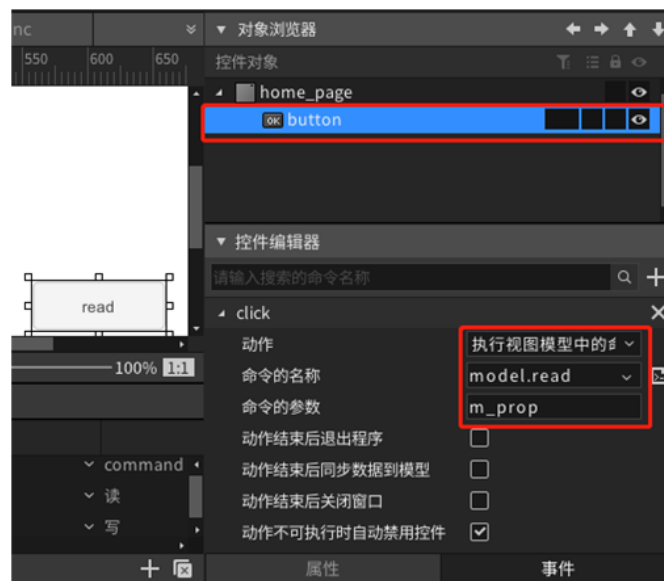 nc
550 600 650
read
100% 1:1
command
读
写
对象浏览器
控件对象
home_page
OK button
控件编辑器
请输入搜索的命令名称
click
动作 执行视图模型中的
命令的名称 model.read
命令的参数 m_prop
动作结束后退出程序
动作结束后同步数据到模型
动作结束后关闭窗口
动作不可执行时自动禁用控件
属性 事件